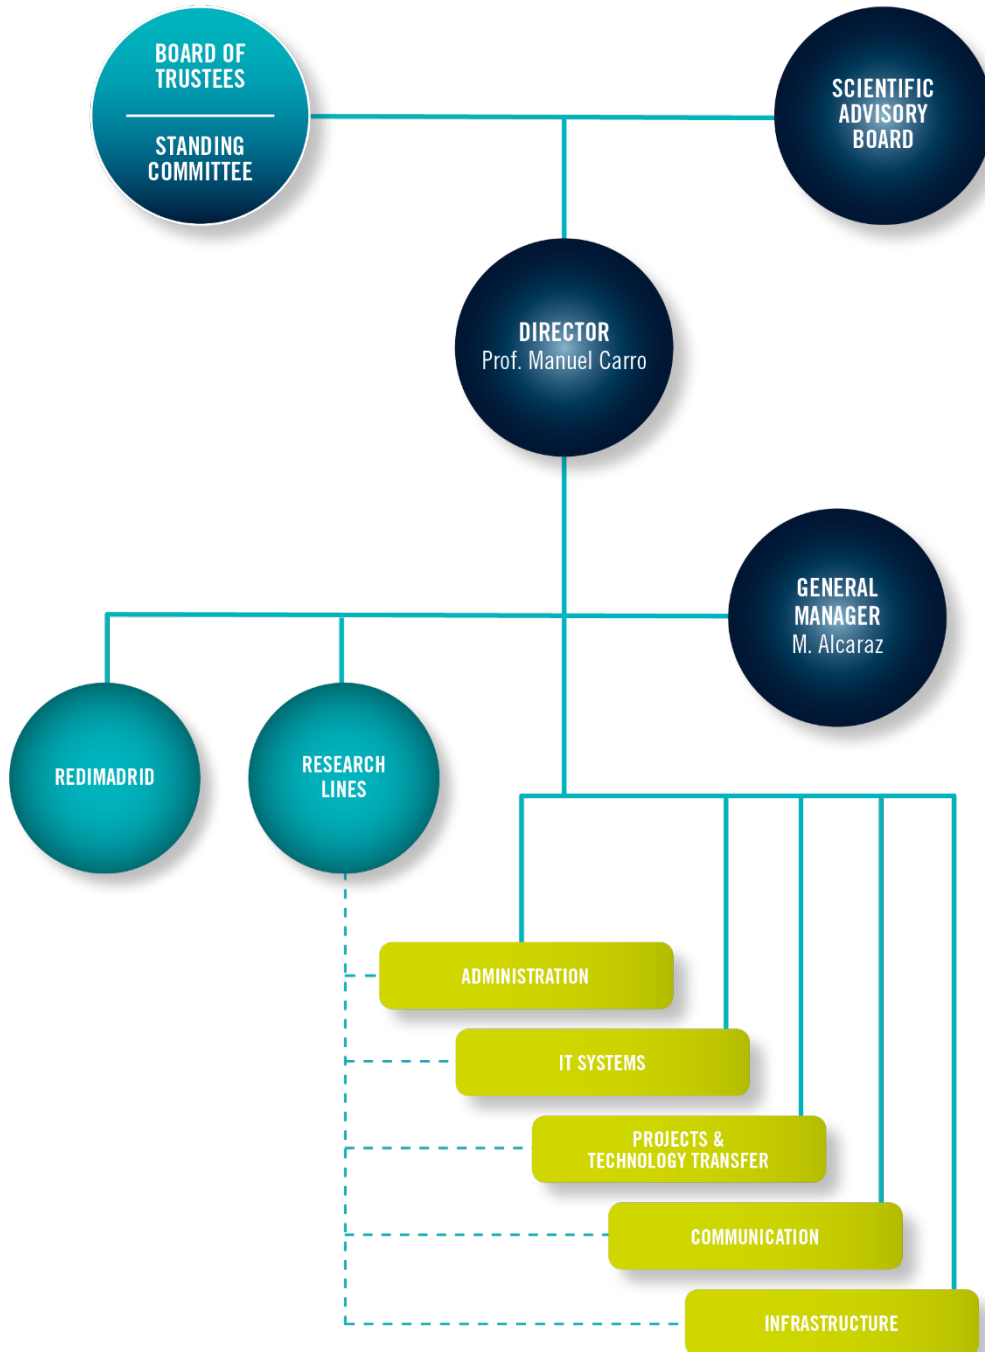 BOARD OF
TRUSTEES
STANDING
COMMITTEE
SCIENTIFIC
ADVISORY
BOARD
DIRECTOR
Prof. Manuel Carro
GENERAL
MANAGER
M. Alcaraz
REDIMADRID
RESEARCH
LINES
ADMINISTRATION
IT SYSTEMS
PROJECTS &
TECHNOLOGY TRANSFER
COMMUNICATION
INFRASTRUCTURE